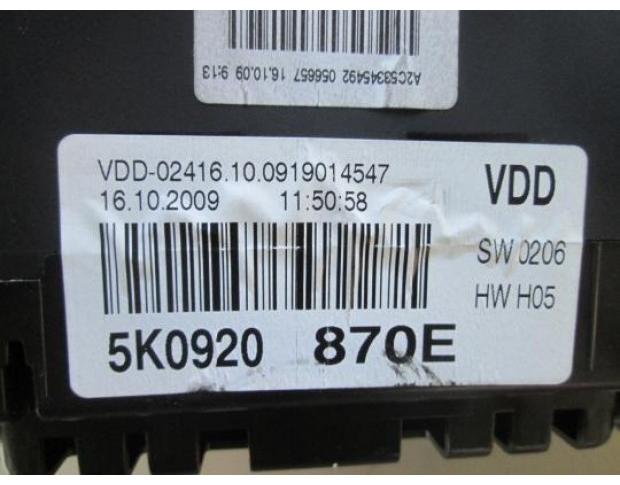 A2C53345492 056657 16.10.09 9:13
VDD-02416.10.0919014547
16.10.2009 11:50:58
VDD
SW 0206
HW H05
5K0920 870E